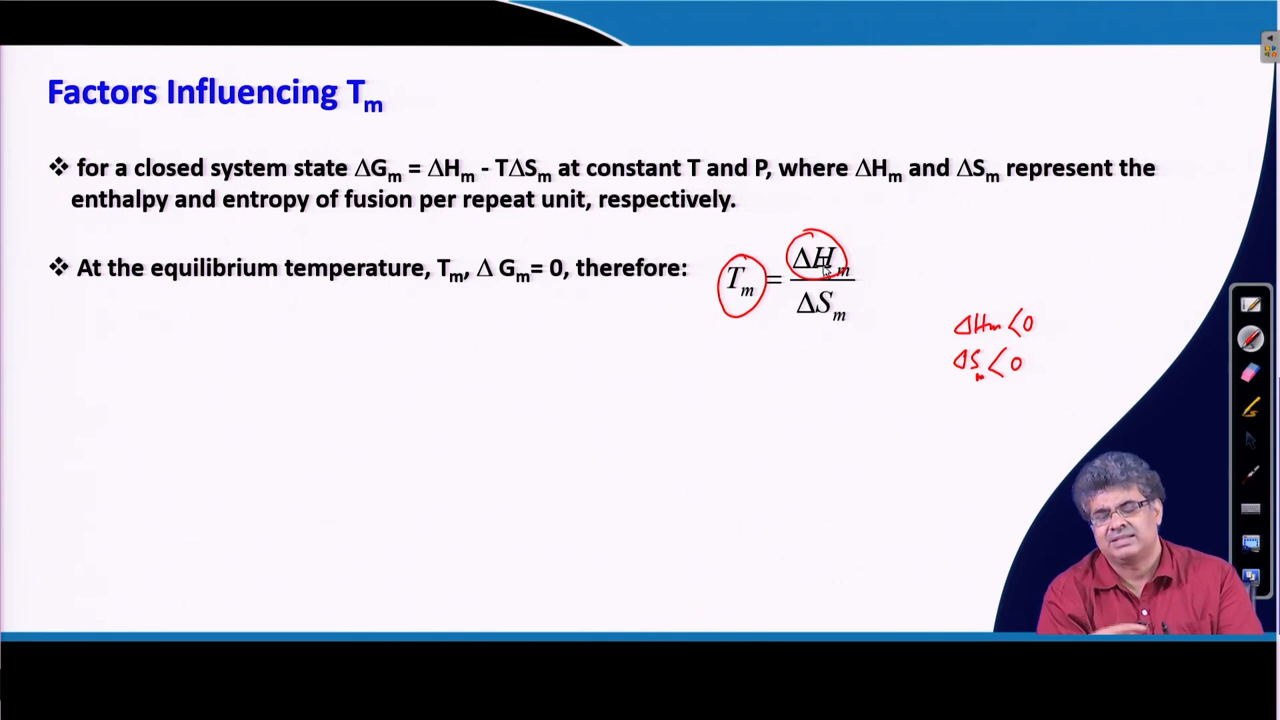 Factors Influencing Tm
❖ for a closed system state ΔGm = ΔHm - TΔSm at constant T and P, where ΔHm and ΔSm represent the
enthalpy and entropy of fusion per repeat unit, respectively.
❖ At the equilibrium temperature, Tm, Δ Gm= 0, therefore: Tm = ΔHm / ΔSm
ΔHm < 0
ΔSm < 0